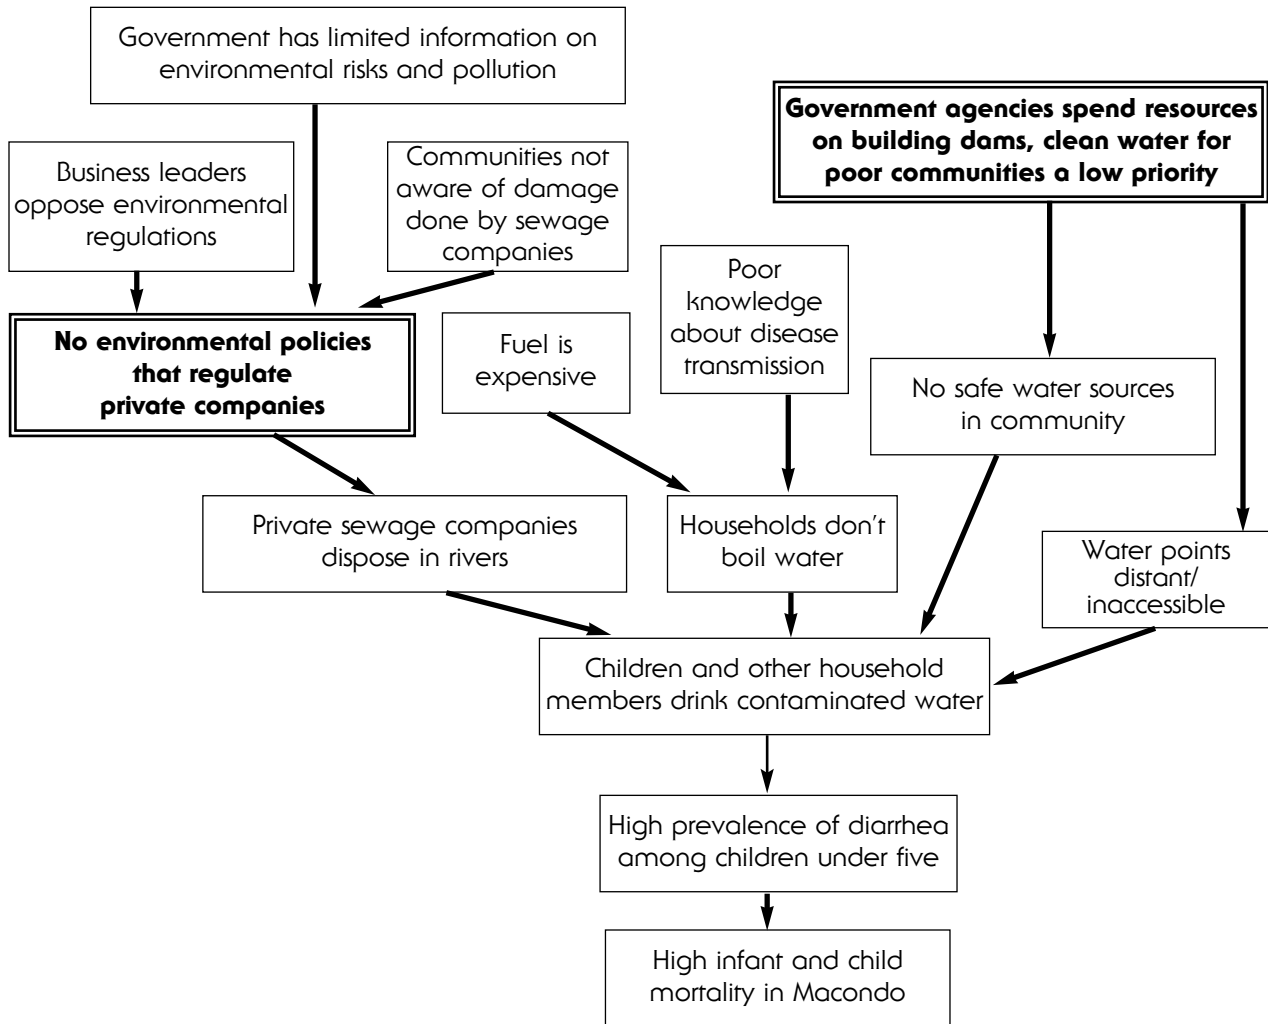 Government has limited information on
environmental risks and pollution
Government agencies spend resources
on building dams, clean water for
poor communities a low priority
Business leaders
oppose environmental
regulations
Communities not
aware of damage
done by sewage
companies
Poor
knowledge
about disease
transmission
No environmental policies
that regulate
private companies
Fuel is
expensive
No safe water sources
in community
Private sewage companies
dispose in rivers
Households don't
boil water
Water points
distant/
inaccessible
Children and other household
members drink contaminated water
High prevalence of diarrhea
among children under five
High infant and child
mortality in Macondo